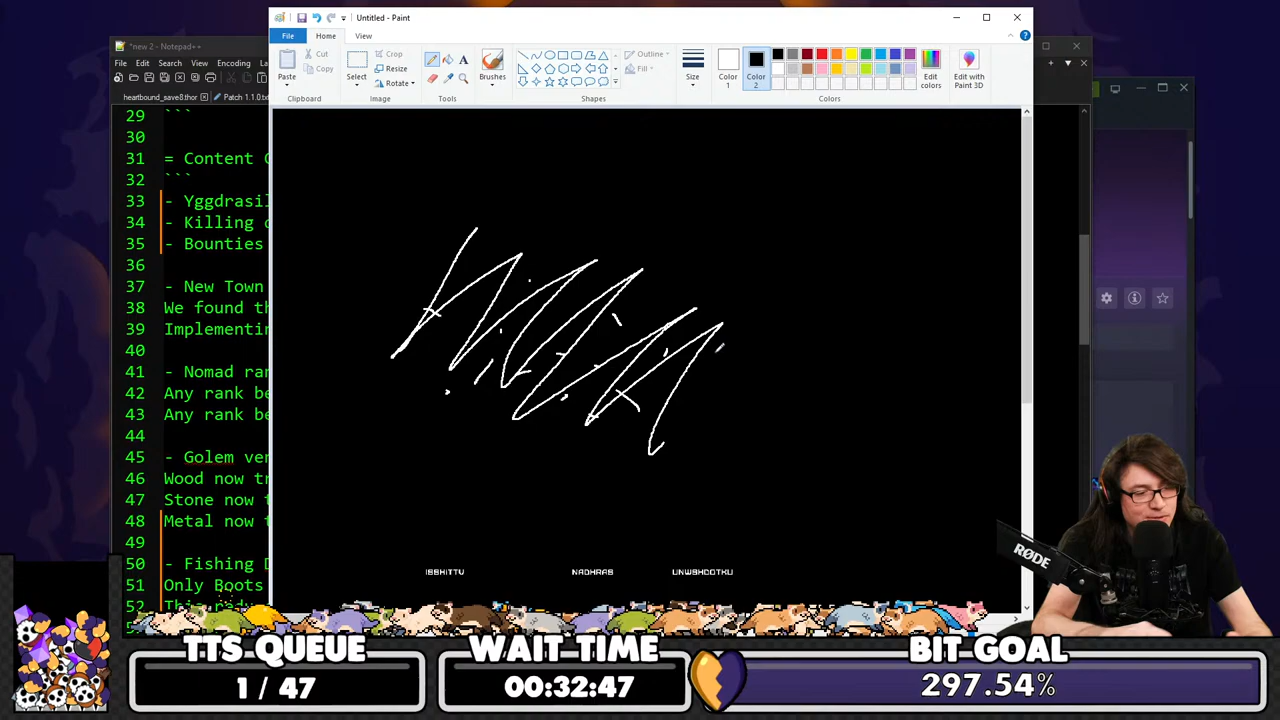 Untitled - Paint
*new 2 - Notepad++
File Home View
File Edit Search View Encoding
Paste
Cut
Copy
Clipboard
Select
Crop
Resize
Rotate
Image
Tools
Brushes
Shapes
Outline
Fill
Size
Color 1
Color 2
Colors
Edit colors
Edit with Paint 3D
heartbound_save8.thor Patch 1.1.0.tx
29 ```
30
31 = Content
32 ```
33 - Yggdrasil
34 - Killing
35 - Bounties
36
37 - New Town
38 We found th
39 Implementin
40
41 - Nomad ran
42 Any rank be
43 Any rank be
44
45 - Golem ver
46 Wood now tr
47 Stone now t
48 Metal now t
49
50 - Fishing D
51 Only Boots
52
NADHRAS
RØDE
TTS QUEUE
1 / 47
WAIT TIME
00:32:47
BIT GOAL
297.54%